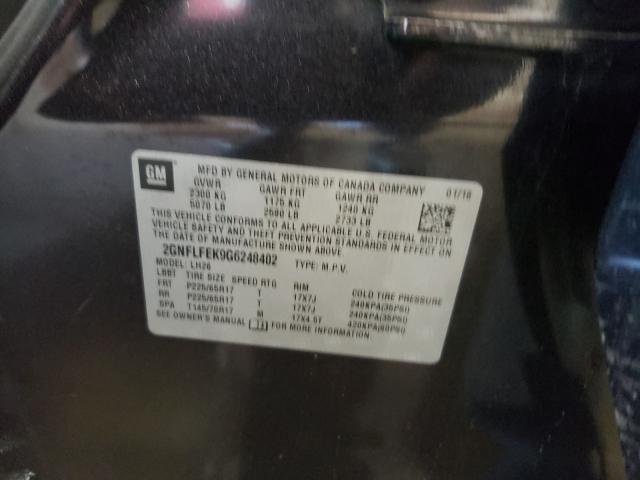 GM
MFD BY GENERAL MOTORS OF CANADA COMPANY 01/16
GVWR GAWR FRT GAWR RR
2300 KG 1175 KG 1240 KG
5070 LB 2590 LB 2733 LB
THIS VEHICLE CONFORMS TO ALL APPLICABLE U.S. FEDERAL MOTOR
VEHICLE SAFETY AND THEFT PREVENTION STANDARDS IN EFFECT ON
THE DATE OF MANUFACTURE SHOWN ABOVE.
2GNFLFEK9G6248402 TYPE: M.P.V.
MODEL: LH26
LBBT TIRE SIZE SPEED RTG RIM COLD TIRE PRESSURE
FRT P225/65R17 T 17X7J 240KPA(35PSI)
RR P225/65R17 T 17X7J 240KPA(35PSI)
SPA T145/70R17 M 17X4.5T 420KPA(60PSI)
SEE OWNER'S MANUAL FOR MORE INFORMATION.